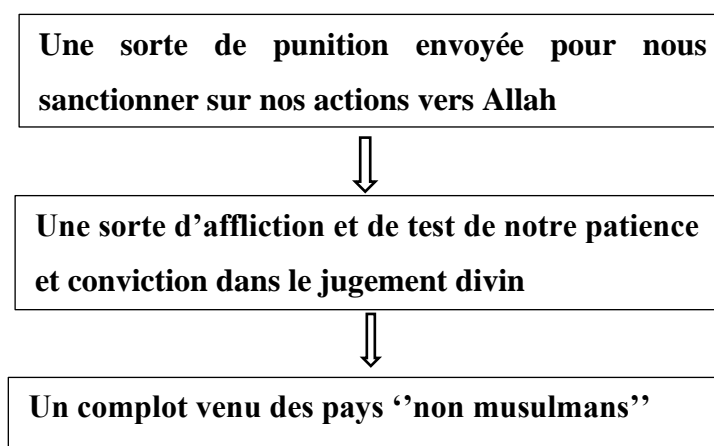 Une sorte de punition envoyée pour nous
sanctionner sur nos actions vers Allah
Une sorte d’affliction et de test de notre patience
et conviction dans le jugement divin
Un complot venu des pays ‘’non musulmans’’